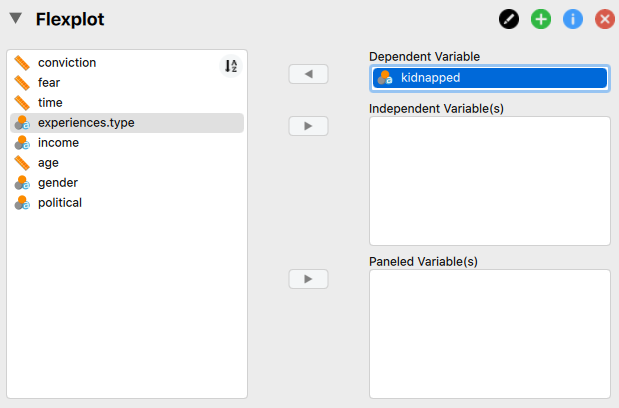 Flexplot
conviction
fear
time
experiences.type
income
age
gender
political
Dependent Variable
kidnapped
Independent Variable(s)
Paneled Variable(s)